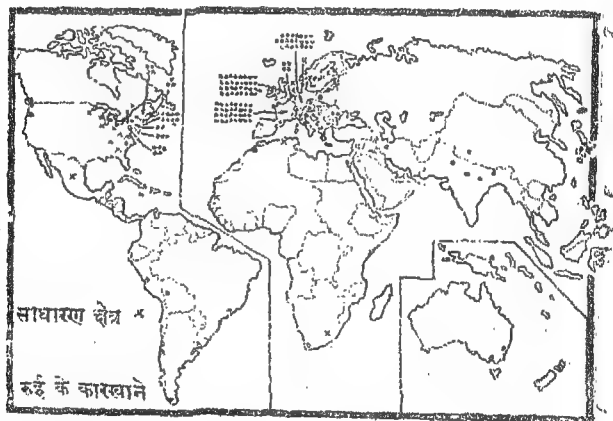 साधारण क्षेत्र ×
रुई के कारखाने